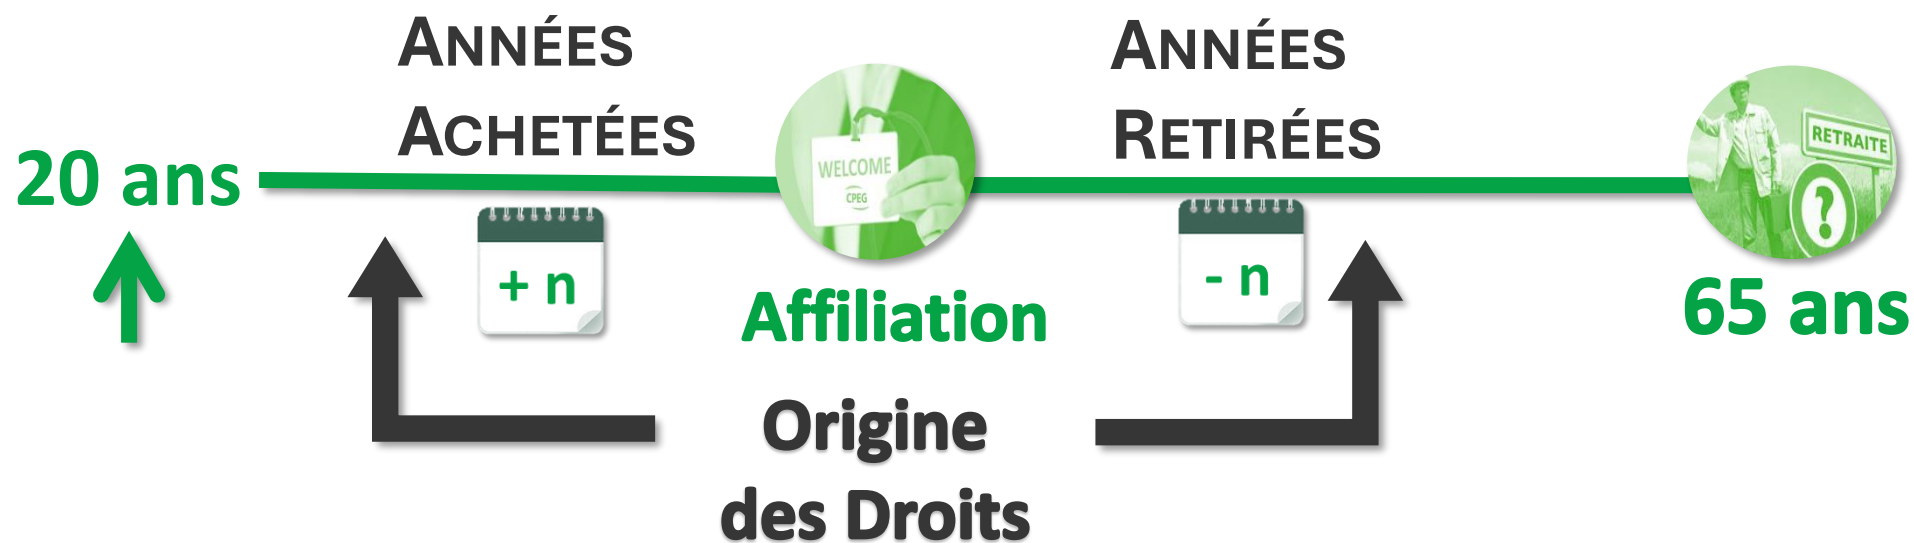 ANNÉES
ACHETÉES
ANNÉES
RETIRÉES
20 ans
WELCOME
CPEG
RETRAITE
?
+ n
- n
Affiliation
65 ans
Origine
des Droits